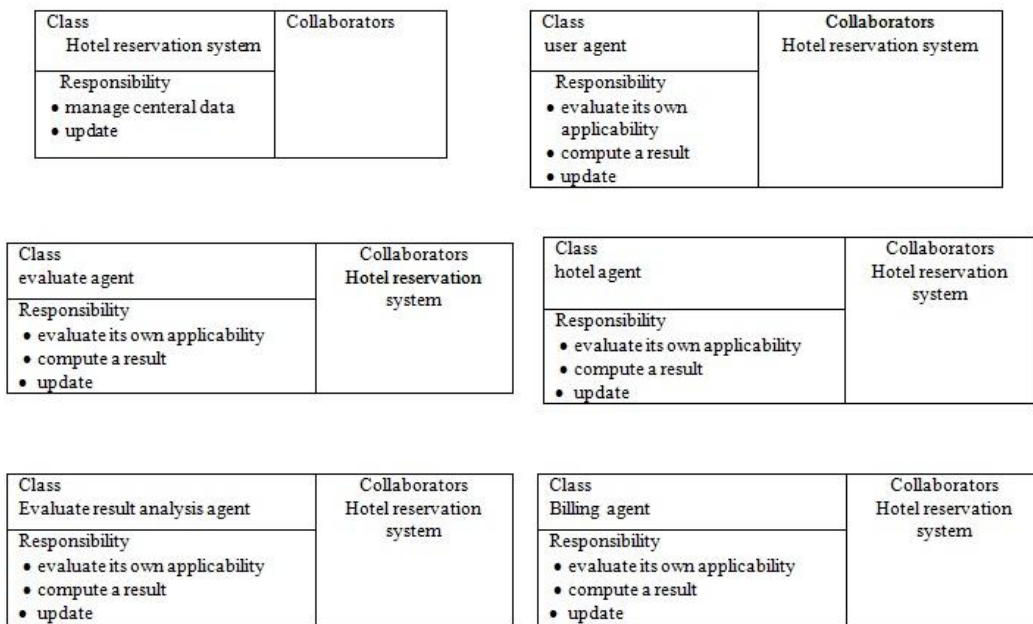 Class
Hotel reservation system
Responsibility
• manage centeral data
• update
Collaborators
Class
user agent
Responsibility
• evaluate its own
applicability
• compute a result
• update
Collaborators
Hotel reservation system
Class
evaluate agent
Responsibility
• evaluate its own applicability
• compute a result
• update
Collaborators
Hotel reservation
system
Class
hotel agent
Responsibility
• evaluate its own applicability
• compute a result
• update
Collaborators
Hotel reservation
system
Class
Evaluate result analysis agent
Responsibility
• evaluate its own applicability
• compute a result
• update
Collaborators
Hotel reservation
system
Class
Billing agent
Responsibility
• evaluate its own applicability
• compute a result
• update
Collaborators
Hotel reservation
system